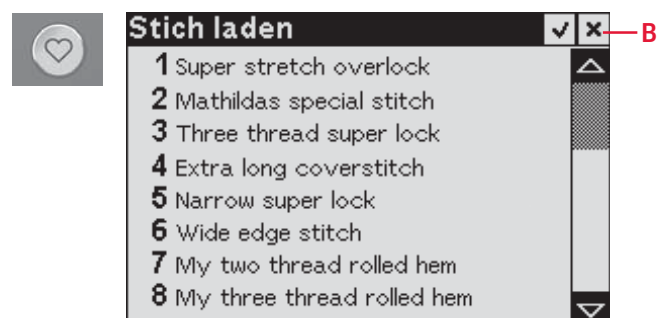 Stich laden
B
1 Super stretch overlock
2 Mathildas special stitch
3 Three thread super lock
4 Extra long coverstitch
5 Narrow super lock
6 Wide edge stitch
7 My two thread rolled hem
8 My three thread rolled hem